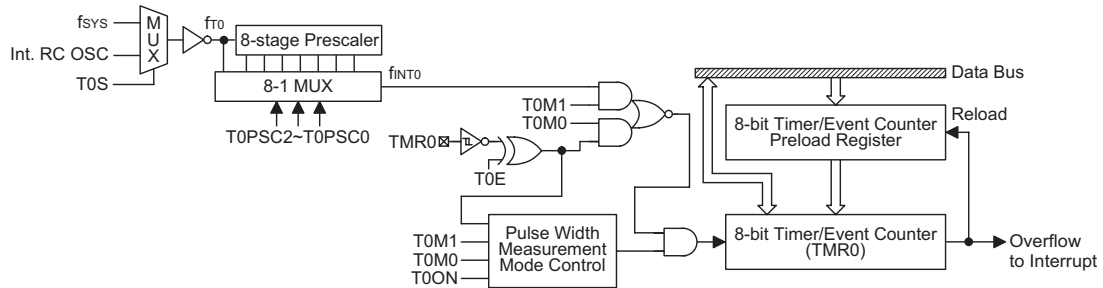 fSYS
Int. RC OSC
T0S
MUX
fT0
8-stage Prescaler
8-1 MUX
T0PSC2~T0PSC0
fINT0
T0M1
T0M0
TMR0
T0E
T0M1
T0M0
T0ON
Pulse Width
Measurement
Mode Control
Data Bus
8-bit Timer/Event Counter
Preload Register
Reload
8-bit Timer/Event Counter
(TMR0)
Overflow
to Interrupt